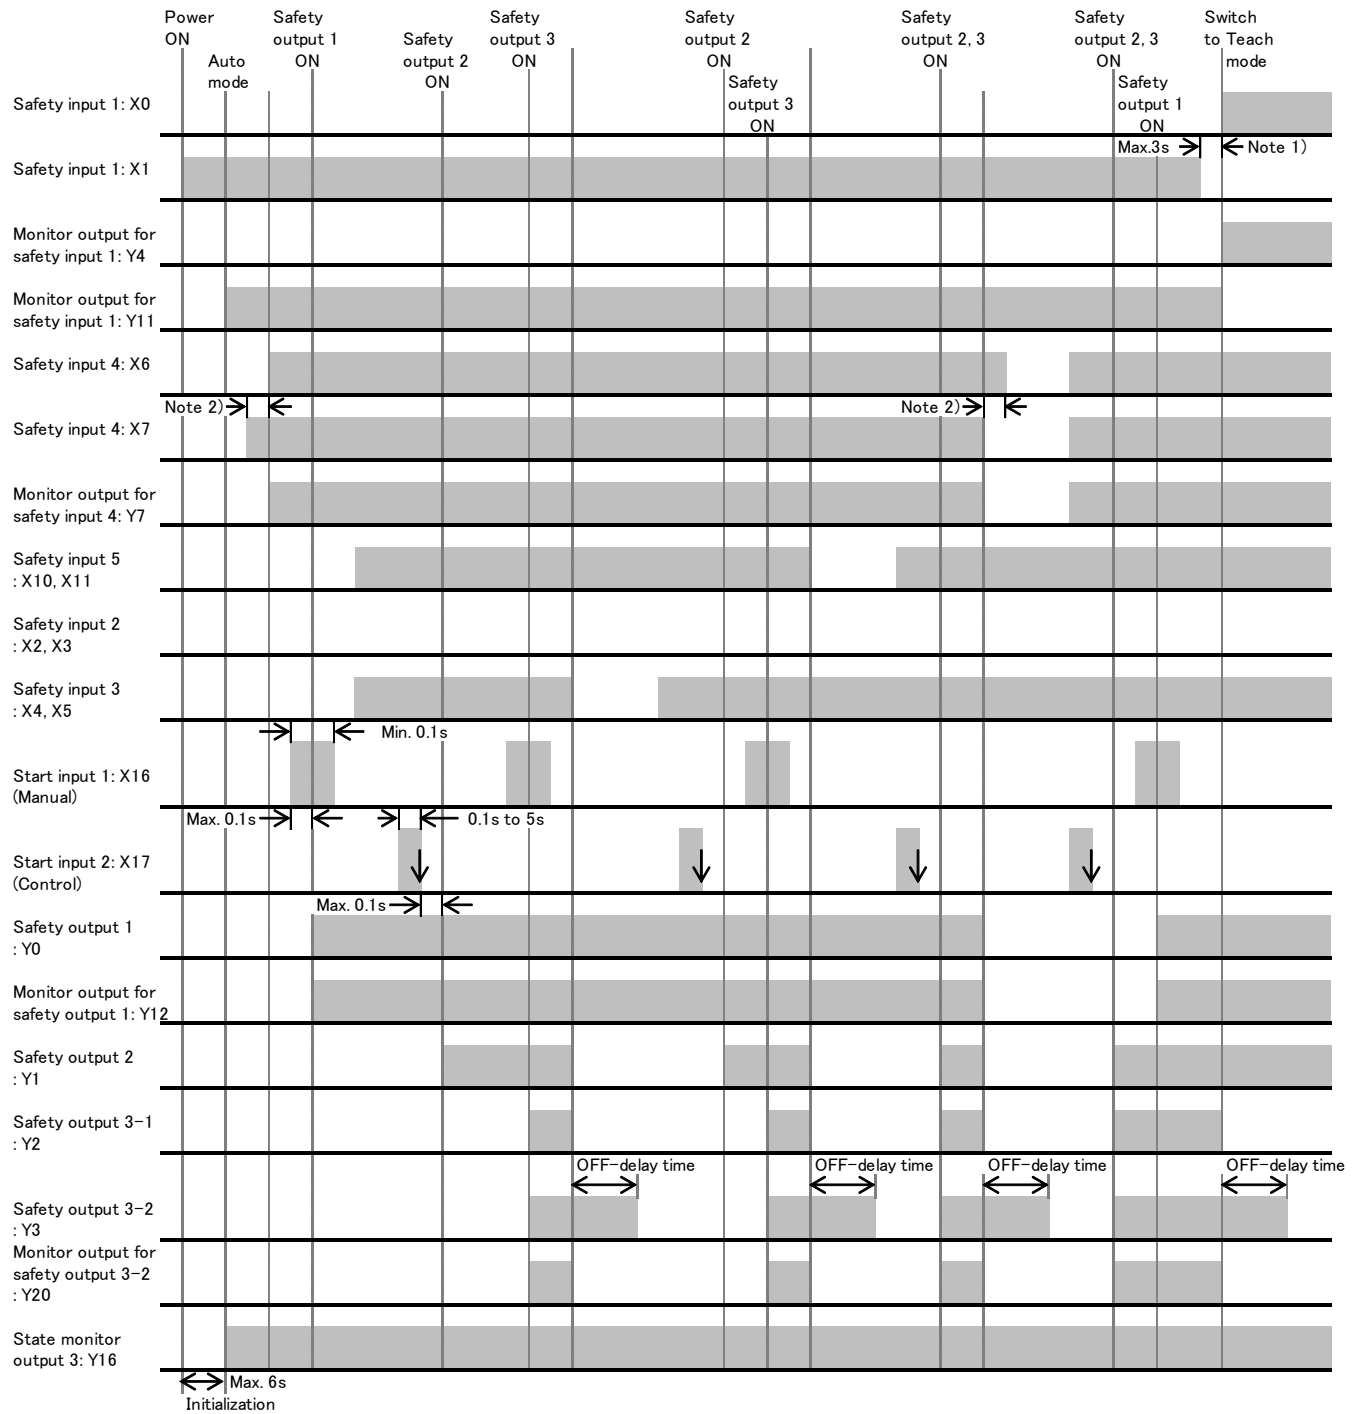 Power
ON
Auto
mode
Safety
output 1
ON
Safety
output 2
ON
Safety
output 3
ON
Safety
output 2
ON
Safety
output 3
ON
Safety
output 2, 3
ON
Safety
output 2, 3
ON
Safety
output 1
ON
Switch
to Teach
mode
Safety input 1: X0
Max.3s
Note 1)
Safety input 1: X1
Monitor output for
safety input 1: Y4
Monitor output for
safety input 1: Y11
Safety input 4: X6
Note 2)
Note 2)
Safety input 4: X7
Monitor output for
safety input 4: Y7
Safety input 5
: X10, X11
Safety input 2
: X2, X3
Safety input 3
: X4, X5
Min. 0.1s
Start input 1: X16
(Manual)
Max. 0.1s
0.1s to 5s
Start input 2: X17
(Control)
Max. 0.1s
Safety output 1
: Y0
Monitor output for
safety output 1: Y12
Safety output 2
: Y1
Safety output 3-1
: Y2
OFF-delay time
OFF-delay time
OFF-delay time
OFF-delay time
Safety output 3-2
: Y3
Monitor output for
safety output 3-2
: Y20
State monitor
output 3: Y16
Max. 6s
Initialization